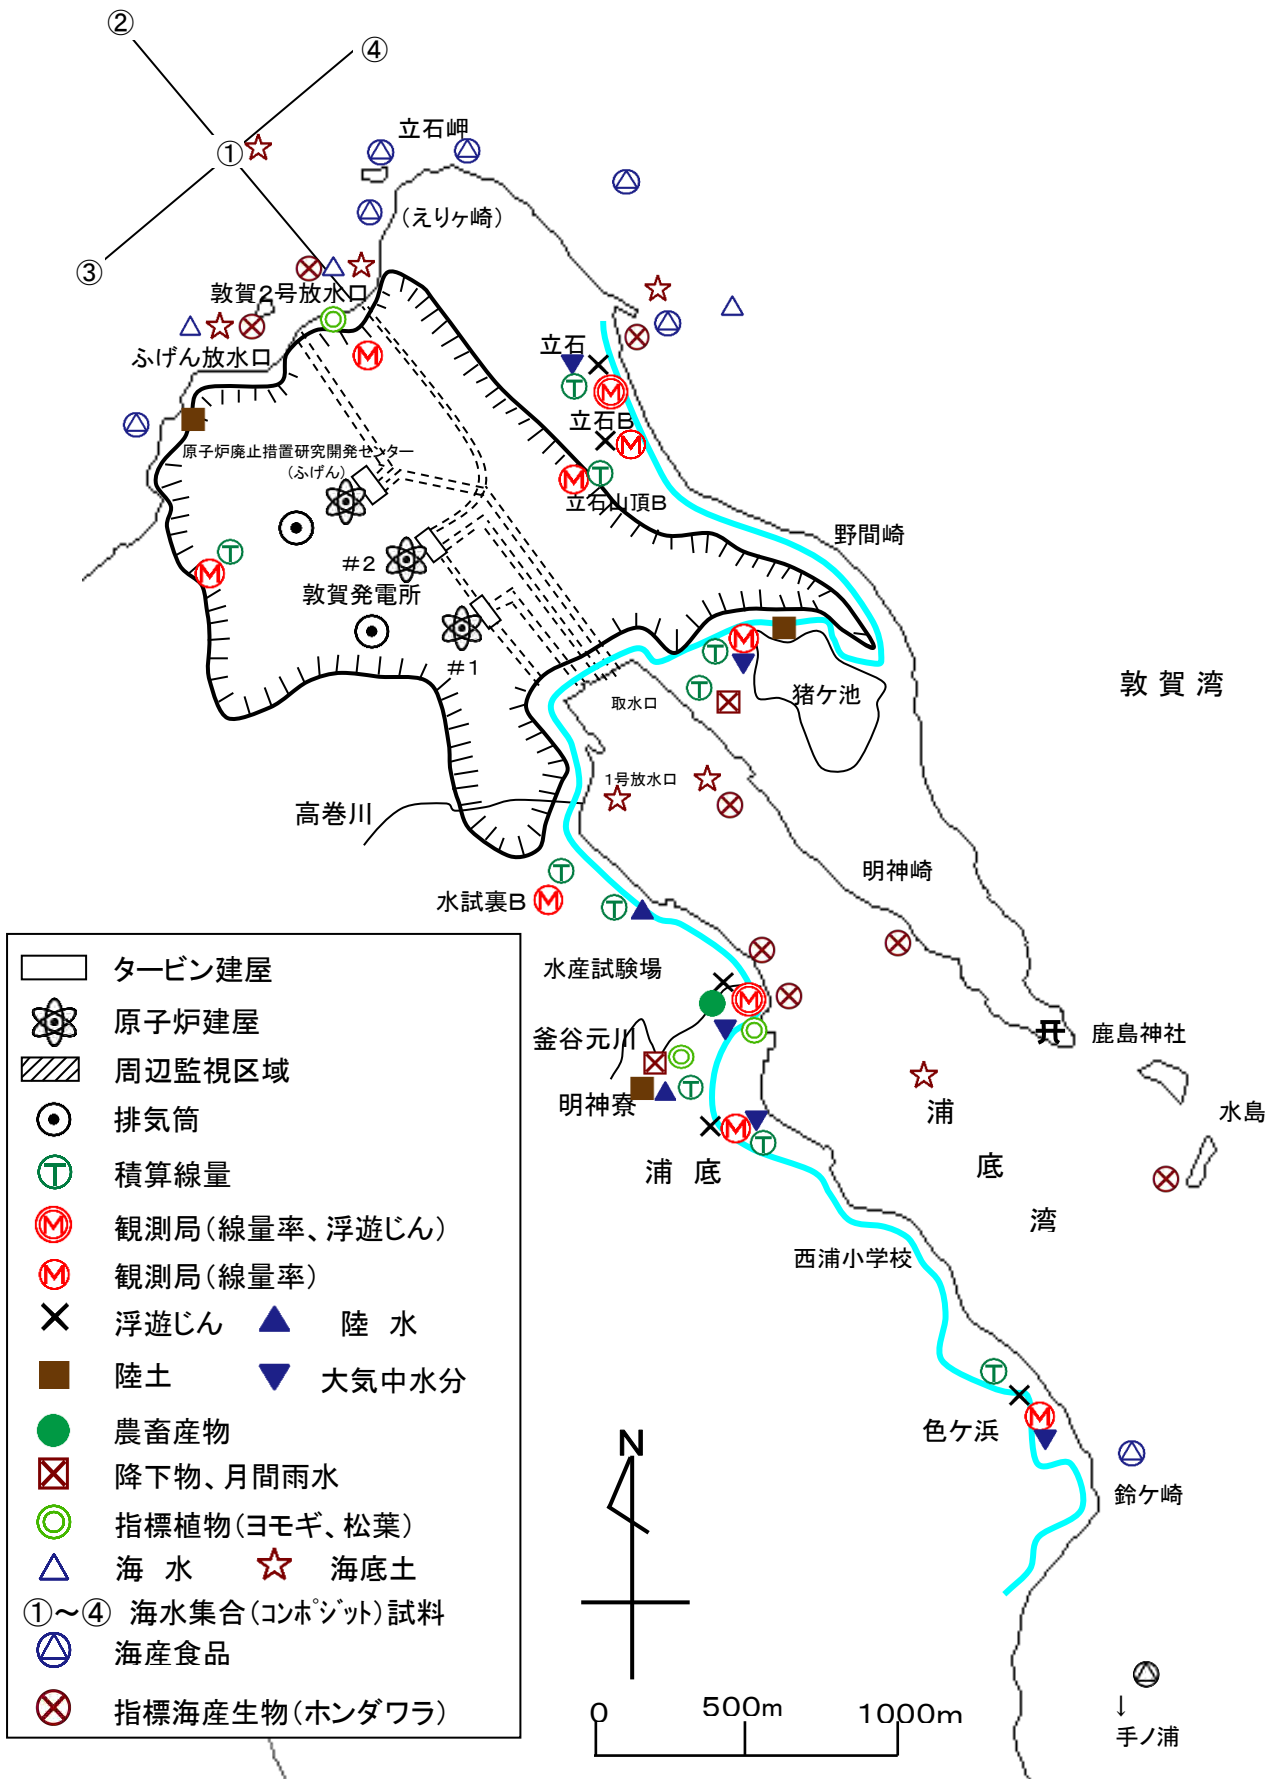 ②
④
立石岬
①
(えりヶ崎)
③
敦賀2号放水口
ふげん放水口
M
立石
T
M
立石B
M
原子炉廃止措置研究開発センター
(ふげん)
T
M
立石山頂B
野間崎
T
M
#2
敦賀発電所
#1
M
T
T
敦賀湾
猪ケ池
取水口
1号放水口
高巻川
明神崎
T
水試裏B
M
T
水産試験場
M
釜谷元川
鹿島神社
明神寮
T
M
T
浦底
浦底湾
水島
西浦小学校
T
M
色ケ浜
鈴ケ崎
↓
手ノ浦
タービン建屋
原子炉建屋
周辺監視区域
排気筒
T 積算線量
M 観測局(線量率、浮遊じん)
M 観測局(線量率)
浮遊じん 陸 水
陸土 大気中水分
農畜産物
降下物、月間雨水
指標植物(ヨモギ、松葉)
海 水 海底土
①～④ 海水集合(コンポジット)試料
海産食品
指標海産生物(ホンダワラ)
N
0 500m 1000m